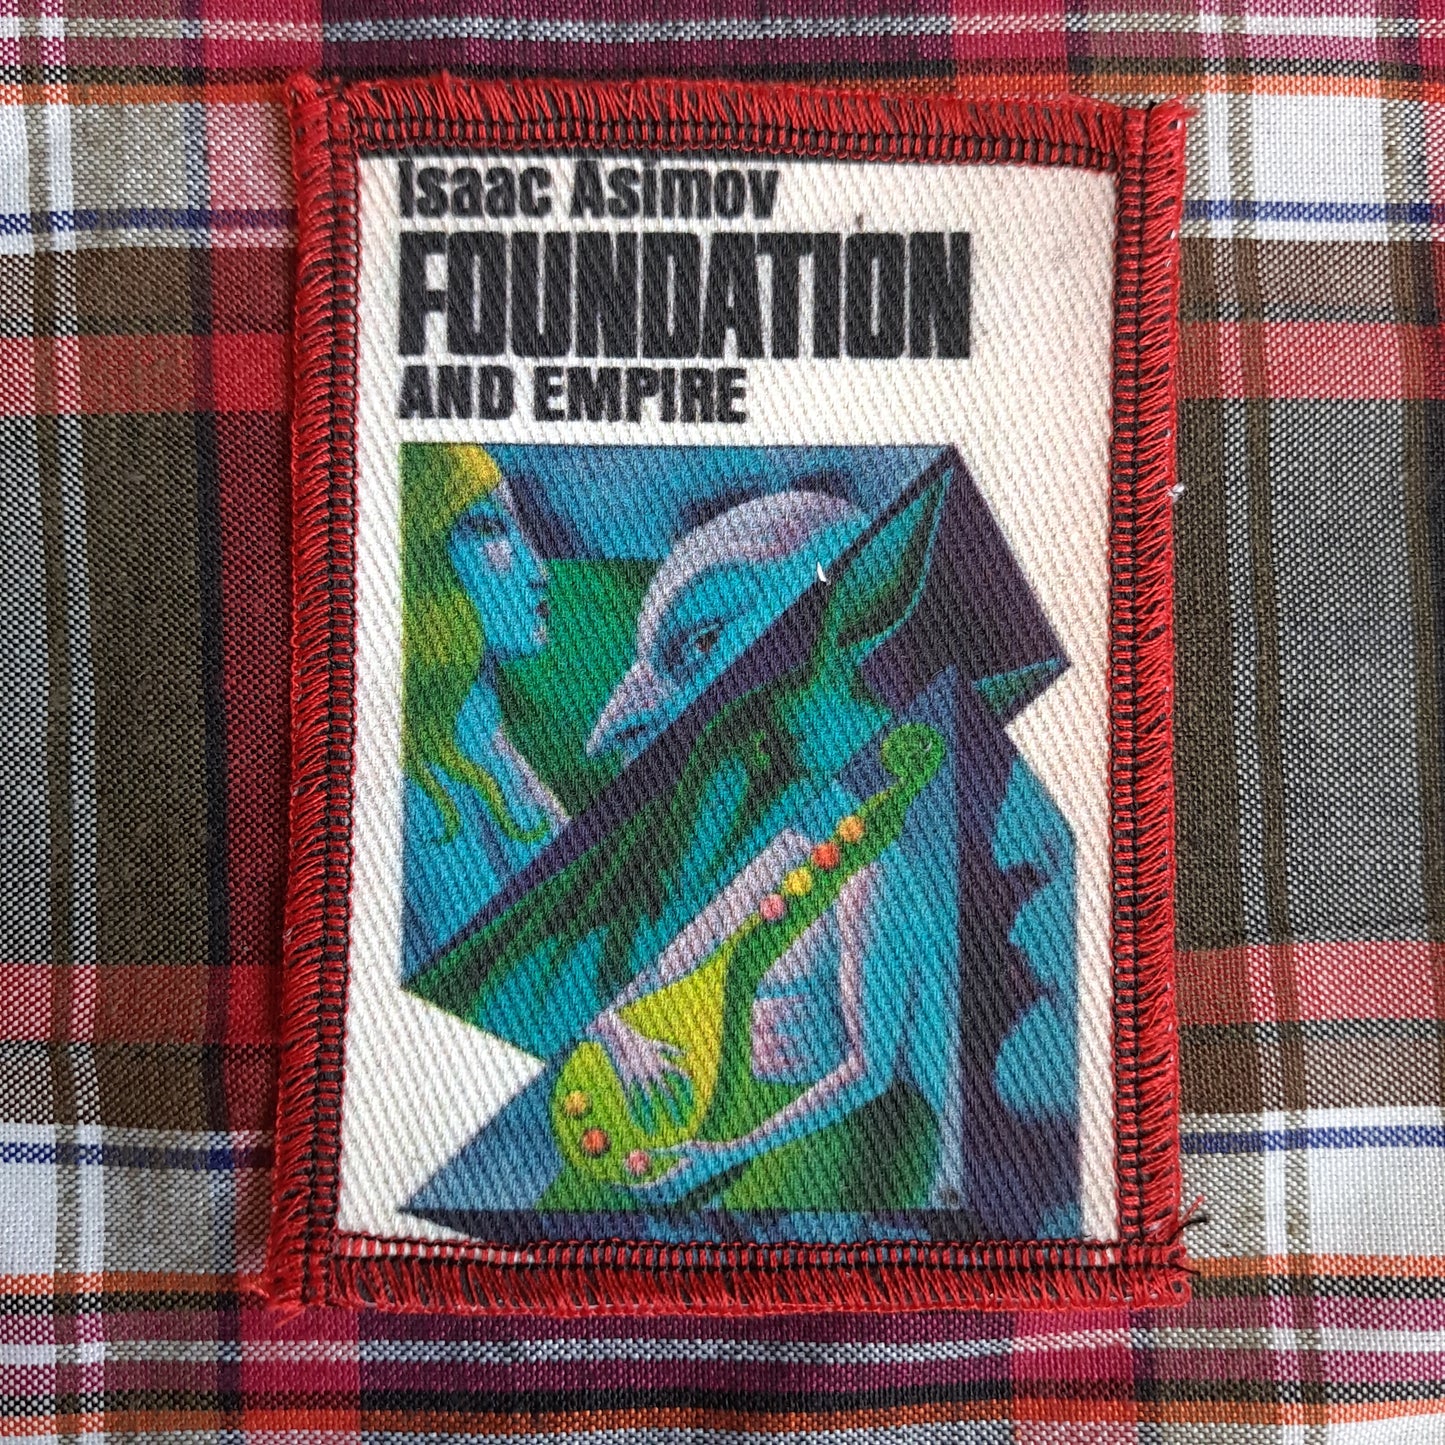 Isaac Asimov
FOUNDATION
AND EMPIRE